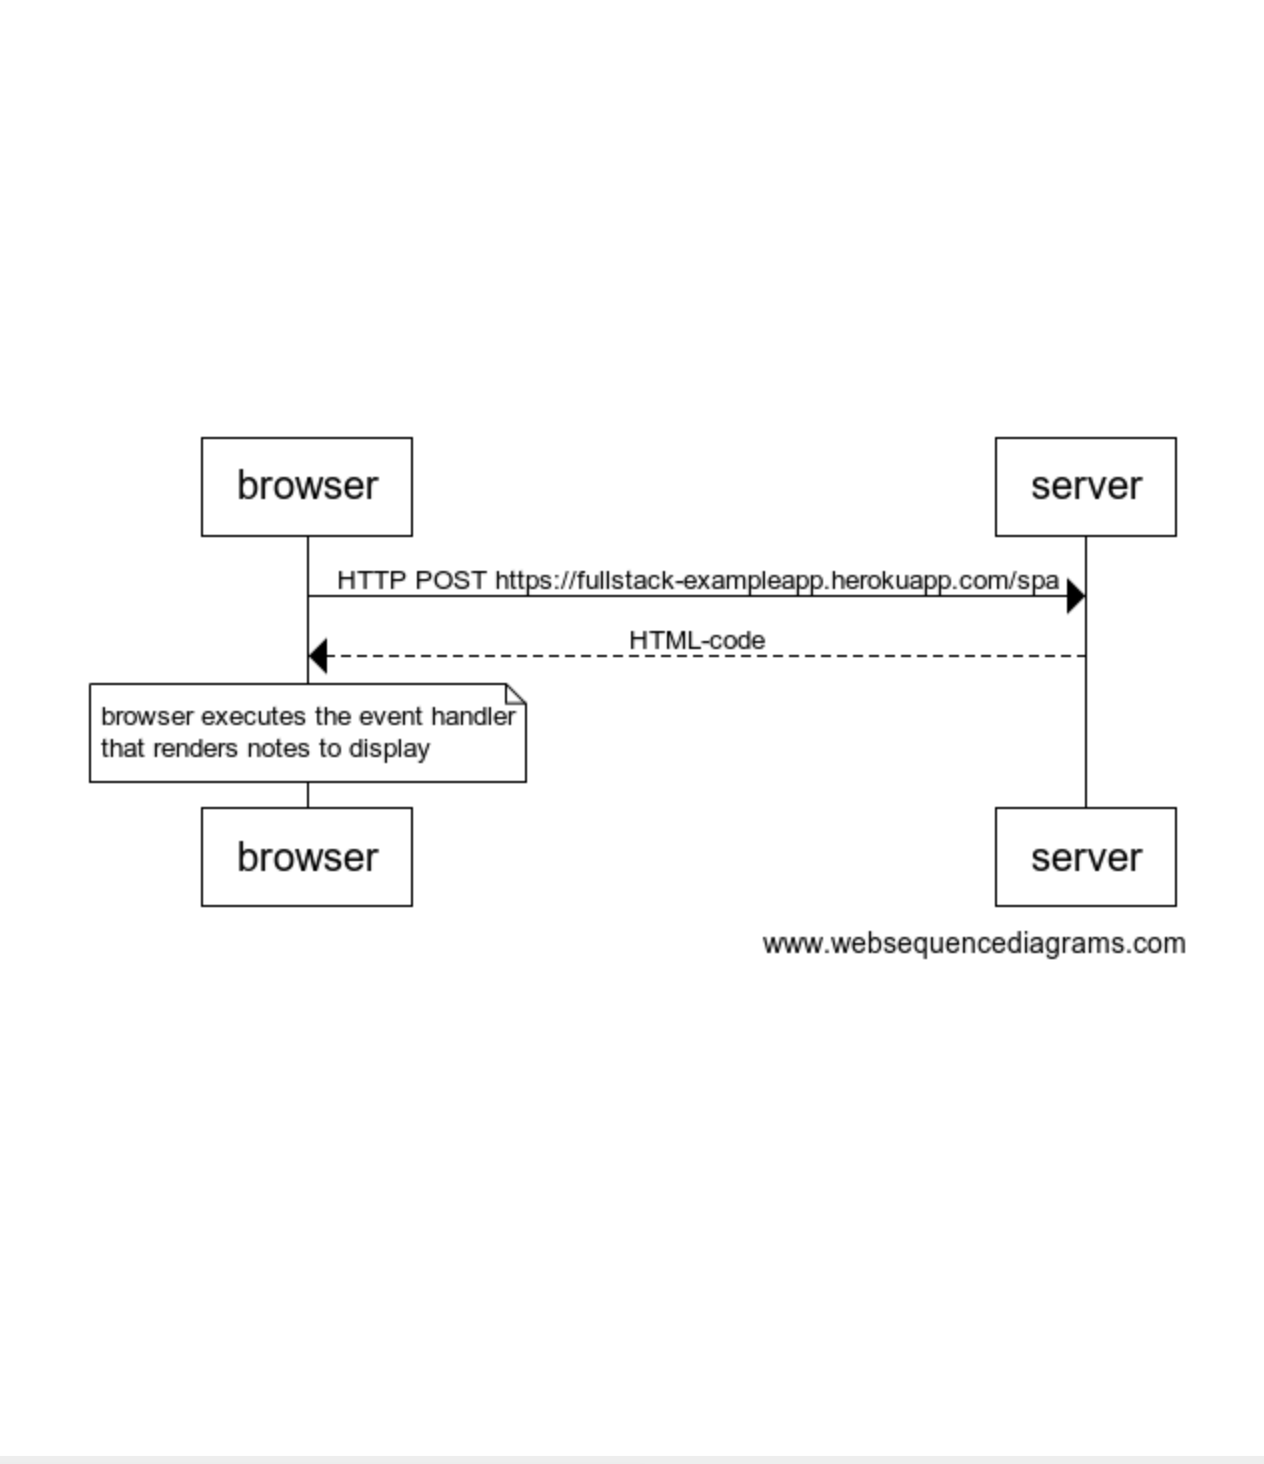 browser
server
HTTP POST https://fullstack-exampleapp.herokuapp.com/spa
HTML-code
browser executes the event handler
that renders notes to display
browser
server
www.websequencediagrams.com